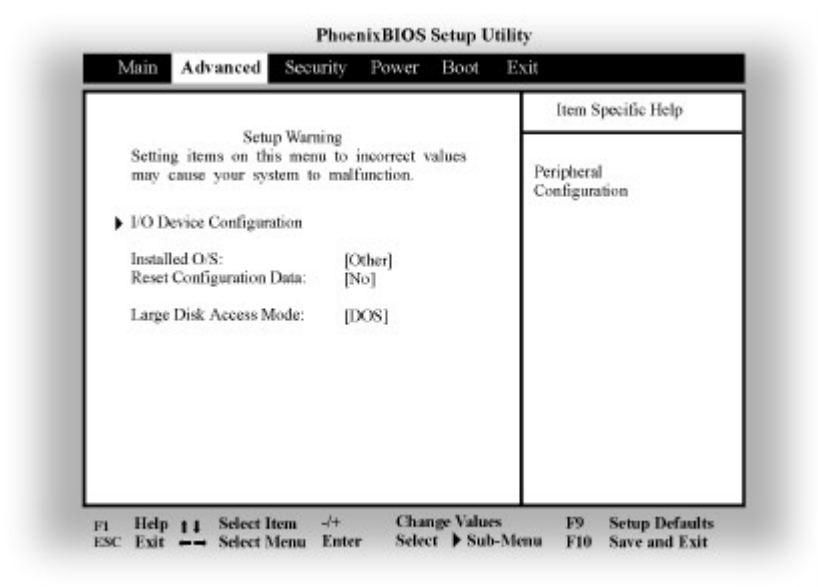 PhoenixBIOS Setup Utility
Main Advanced Security Power Boot Exit
Setup Warning
Setting items on this menu to incorrect values
may cause your system to malfunction.
I/O Device Configuration
Installed O/S: [Other]
Reset Configuration Data: [No]
Large Disk Access Mode: [DOS]
Item Specific Help
Peripheral
Configuration
F1 Help Select Item -/+ Change Values F9 Setup Defaults
ESC Exit Select Menu Enter Select Sub-Menu F10 Save and Exit